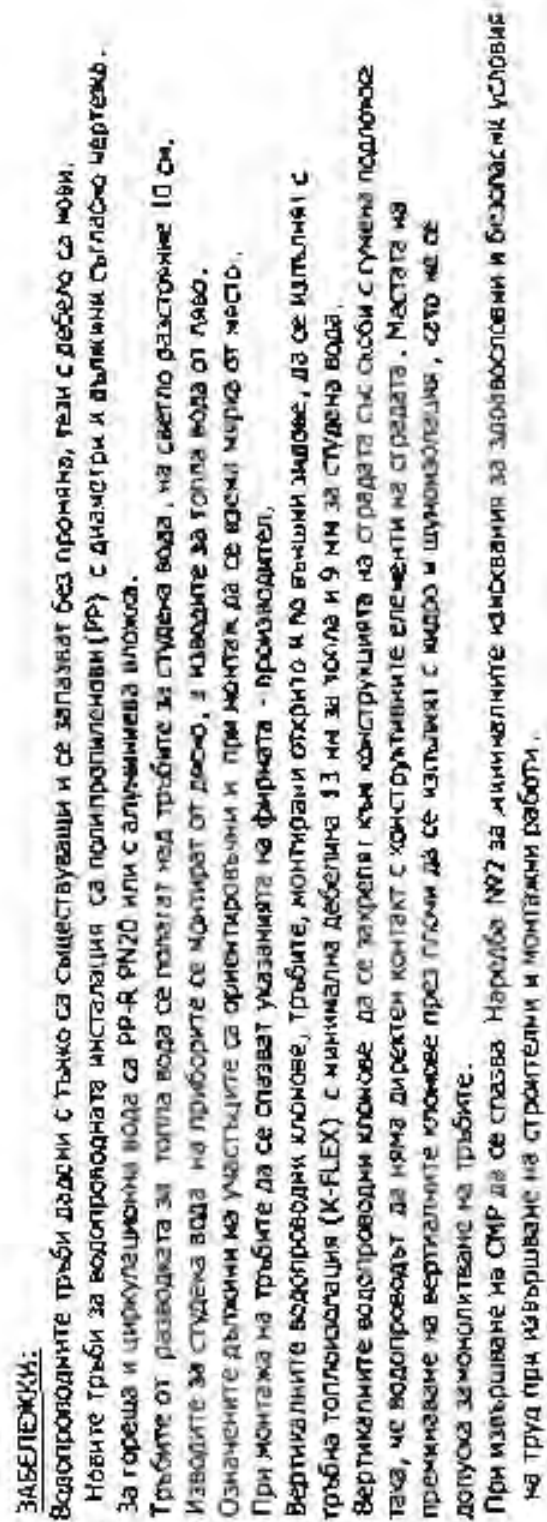 ЗАБЕЛЕЖКИ:
Водопроводните тръби дадени с тънко са съществуващи и се запазват без промяна, тези с дебело са нови.
Новите тръби за водопроводната инсталация са полипропиленови (PP) с диаметри и дължини съгласно чертежа.
За гореща и циркулационна вода са PP-R PN20 или с алуминиева вложка.
Тръбите от разводката за топла вода се полагат над тръбите за студена вода, на светло разстояние 10 см.
Изводите за студена вода на приборите се монтират от дясно, а изводите за топла вода от ляво.
Означените дължини на участъците са ориентировъчни и при монтаж да се вземе мярка от место.
При монтажа на тръбите да се спазват указанията на фирмата - производител.
Вертикалните водопроводни клонове, тръбите, монтирани открито и по външни зидове, да се изпълнят с
тръбна топлоизолация (K-FLEX) с минимална дебелина 13 мм за топла и 9 мм за студена вода.
Вертикалните водопроводни клонове да се закрепят към конструкцията на страдата със скоби с гумена подложка
така, че водопроводът да няма директен контакт с конструктивните елементи на страдата. Мястата на
преминаване на вертикалните клонове през плочи да се изпълнят с хидро и шумоизолация, като не се
допуска замонолитване на тръбите.
При извършване на СМР да се спазва Наредба №2 за минималните изисквания за здравословни и безопасни условия
на труд при извършване на строителни и монтажни работи.